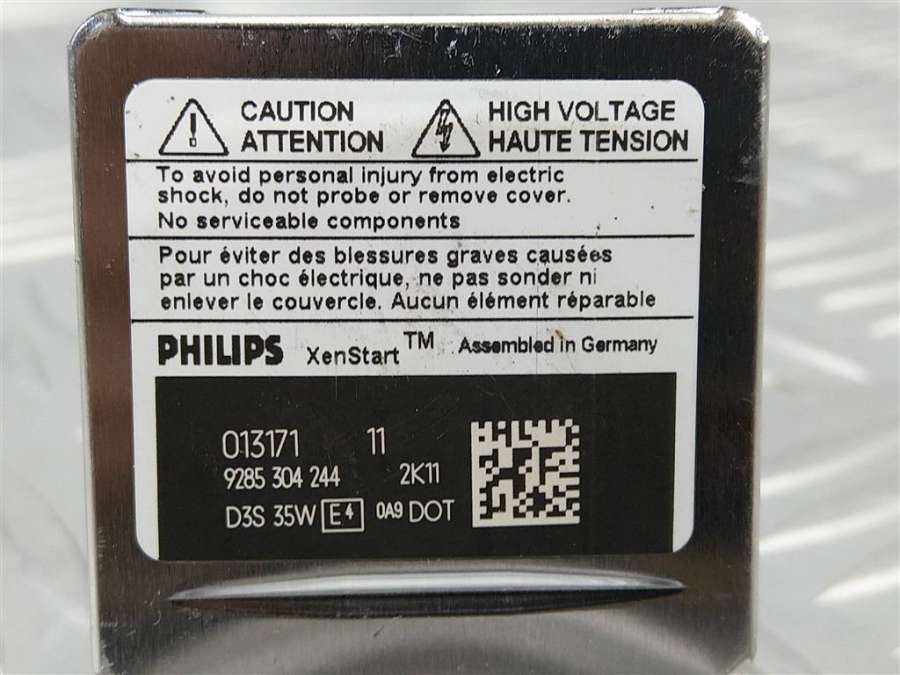 CAUTION
ATTENTION
HIGH VOLTAGE
HAUTE TENSION
To avoid personal injury from electric
shock, do not probe or remove cover.
No serviceable components
Pour éviter des blessures graves causées
par un choc électrique, ne pas sonder ni
enlever le couvercle. Aucun élément réparable
PHILIPS XenStart™ Assembled in Germany
013171 11
9285 304 244 2K11
D3S 35W E4 0A9 DOT